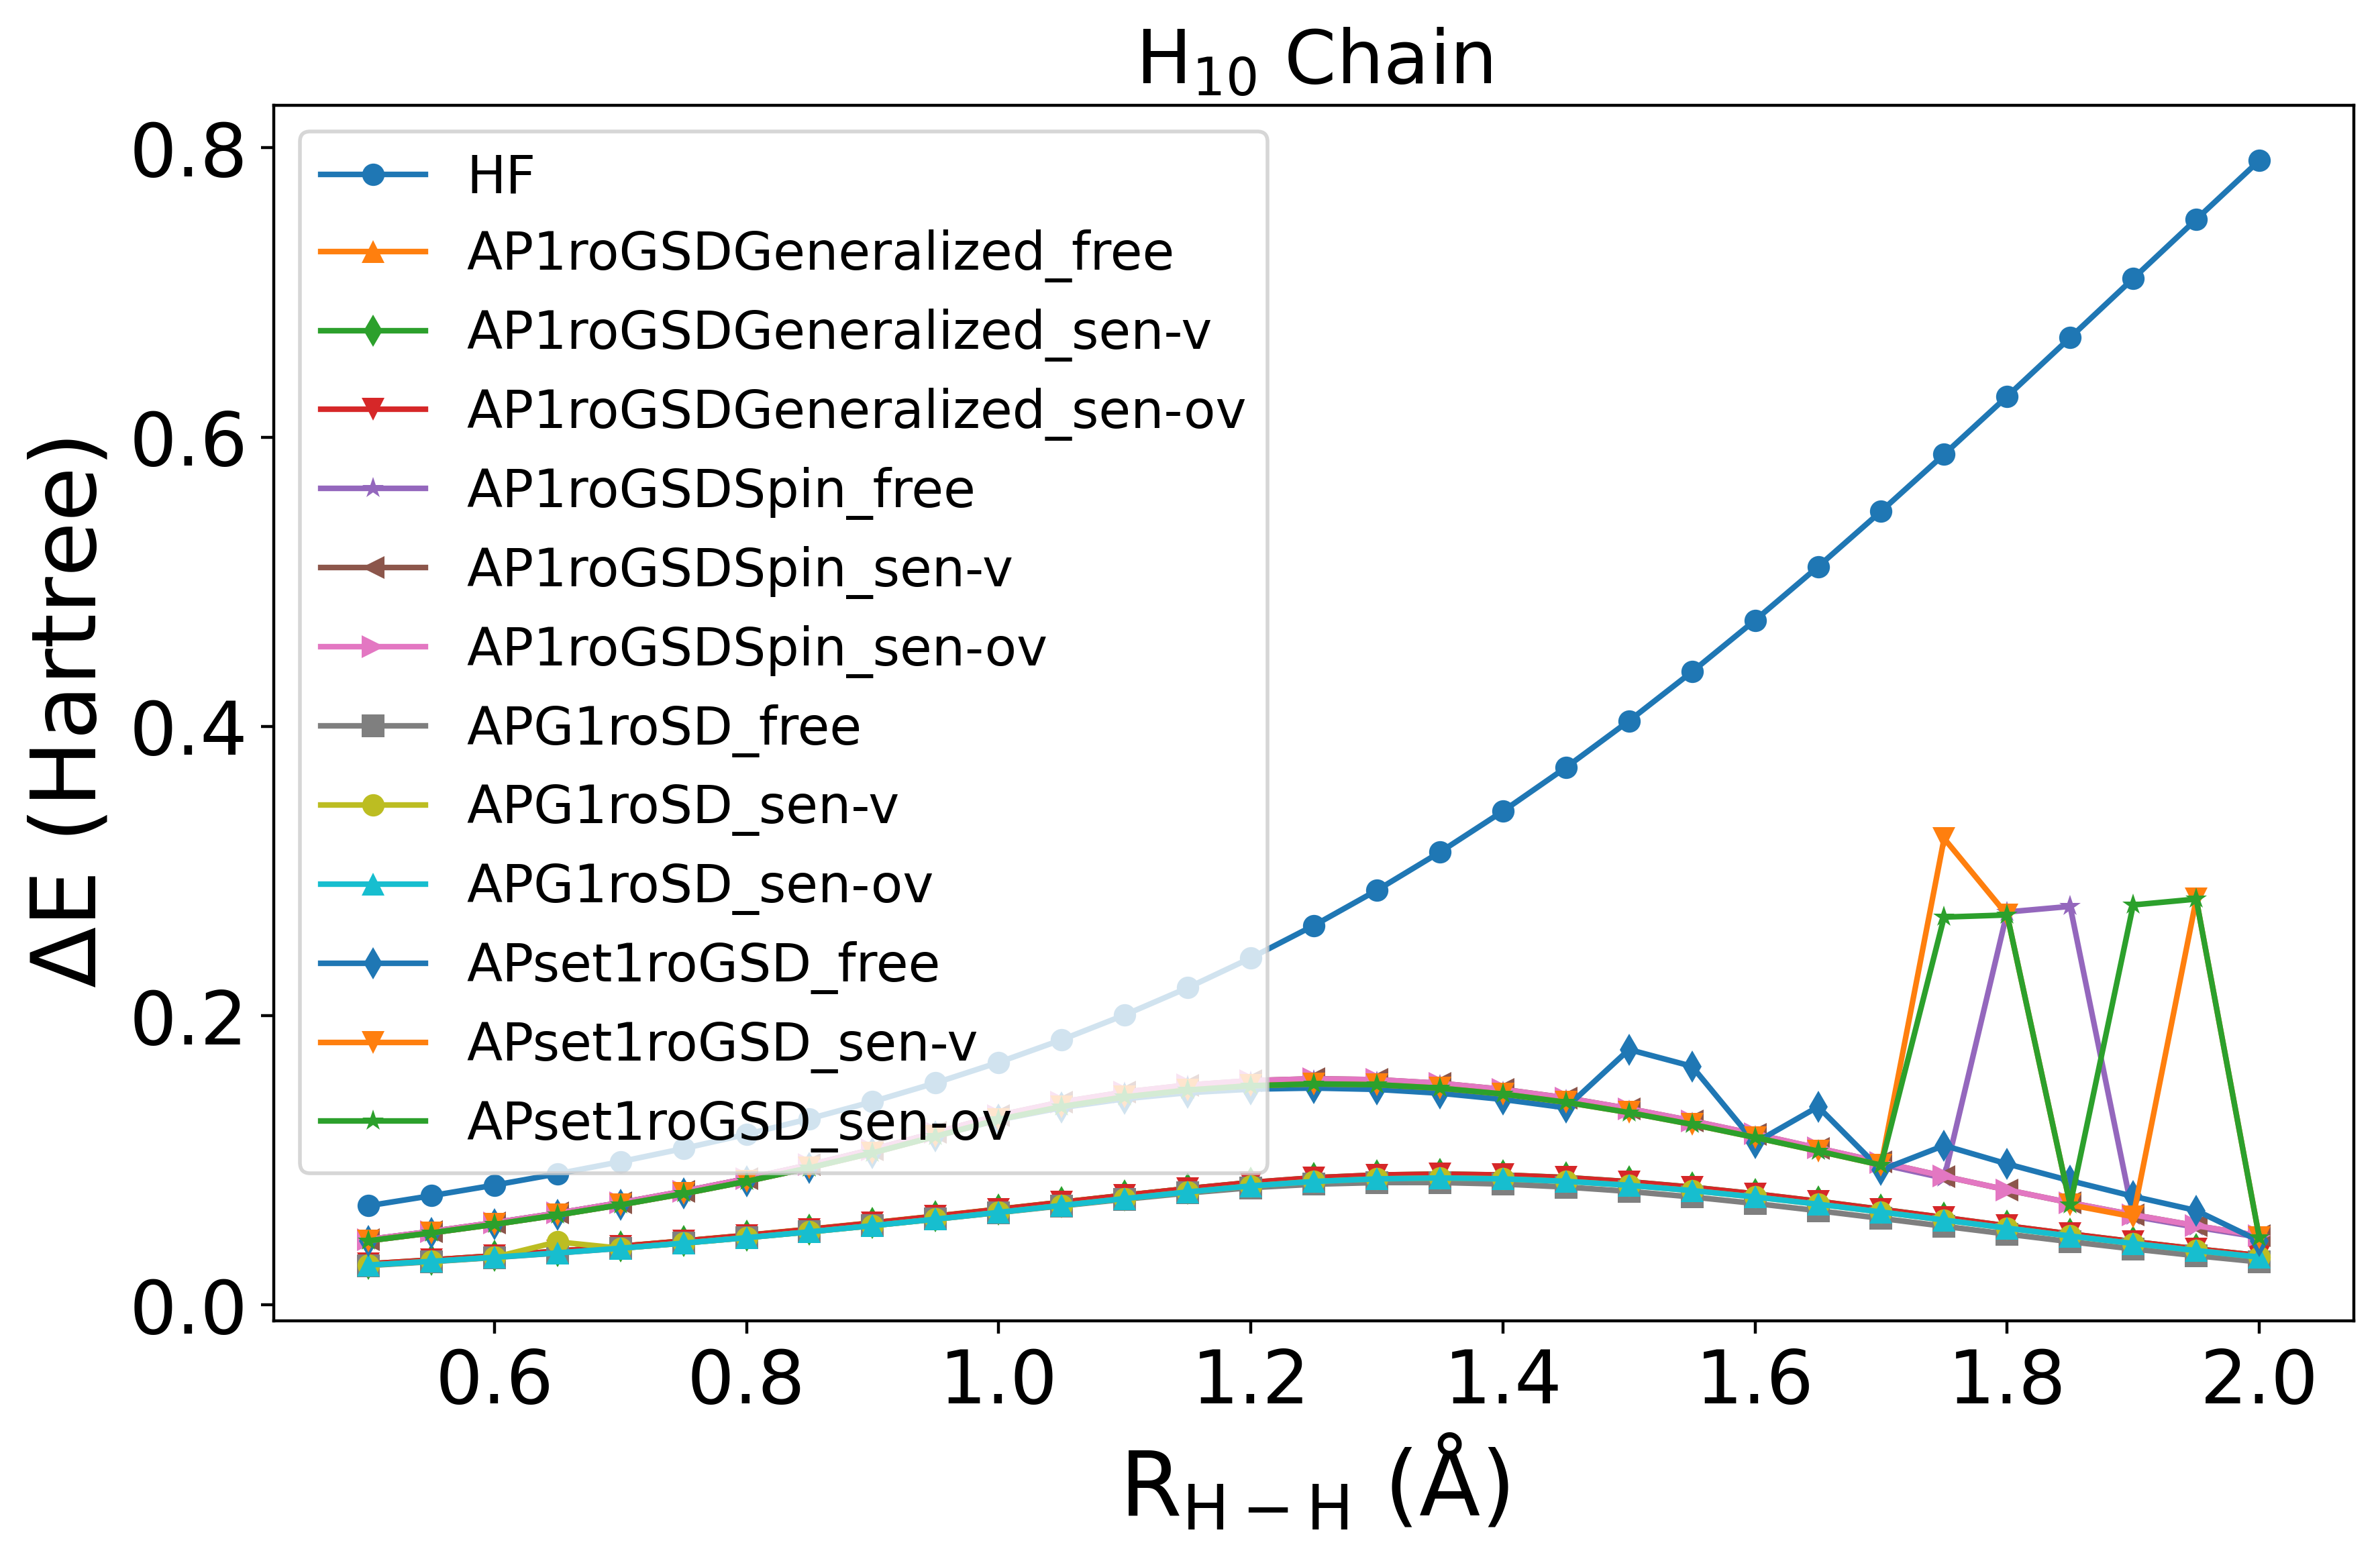 H₁₀ Chain
ΔE (Hartree)
0.8
0.6
0.4
0.2
0.0
HF
AP1roGSDGeneralized_free
AP1roGSDGeneralized_sen-v
AP1roGSDGeneralized_sen-ov
AP1roGSDSpin_free
AP1roGSDSpin_sen-v
AP1roGSDSpin_sen-ov
APG1roSD_free
APG1roSD_sen-v
APG1roSD_sen-ov
APset1roGSD_free
APset1roGSD_sen-v
APset1roGSD_sen-ov
0.6 0.8 1.0 1.2 1.4 1.6 1.8 2.0
R_H−H (Å)